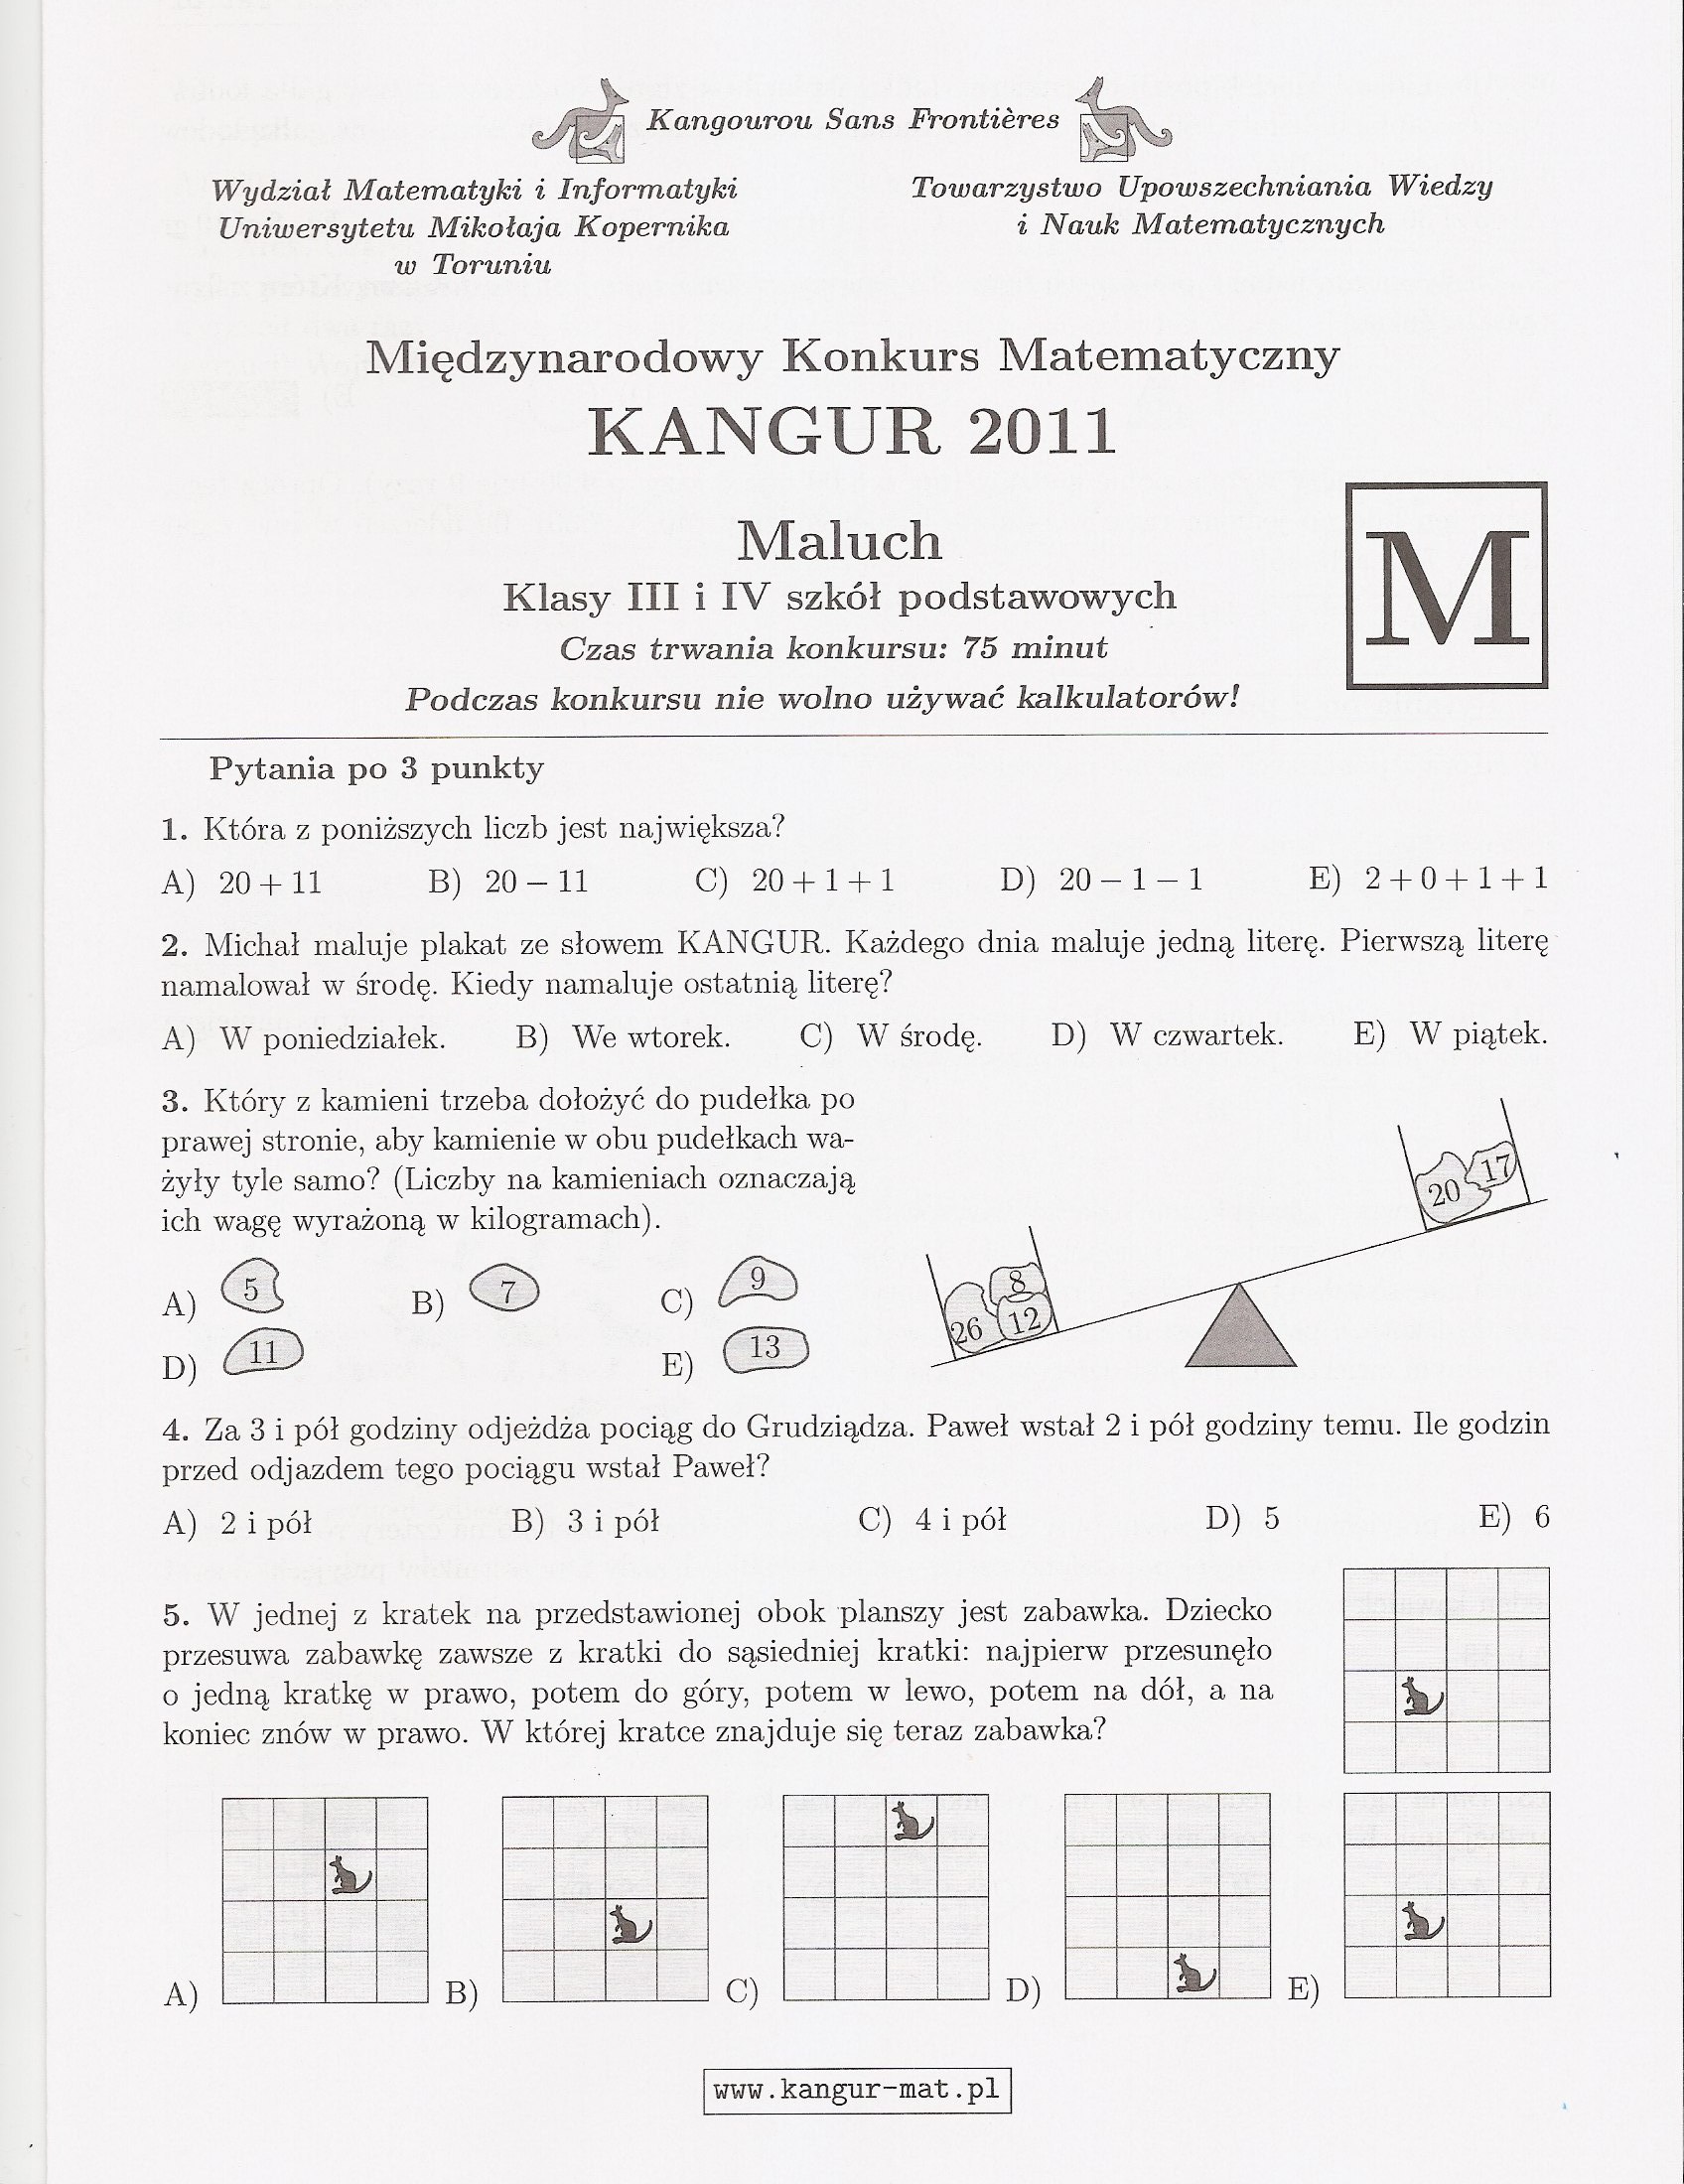 Kangourou Sans Frontières
Wydział Matematyki i Informatyki
Uniwersytetu Mikołaja Kopernika
w Toruniu
Towarzystwo Upowszechniania Wiedzy
i Nauk Matematycznych
Międzynarodowy Konkurs Matematyczny
KANGUR 2011
Maluch
Klasy III i IV szkół podstawowych
Czas trwania konkursu: 75 minut
Podczas konkursu nie wolno używać kalkulatorów!
M
Pytania po 3 punkty
1. Która z poniższych liczb jest największa?
A) 20 + 11 B) 20 − 11 C) 20 + 1 + 1 D) 20 − 1 − 1 E) 2 + 0 + 1 + 1
2. Michał maluje plakat ze słowem KANGUR. Każdego dnia maluje jedną literę. Pierwszą literę
namalował w środę. Kiedy namaluje ostatnią literę?
A) W poniedziałek. B) We wtorek. C) W środę. D) W czwartek. E) W piątek.
3. Który z kamieni trzeba dołożyć do pudełka po
prawej stronie, aby kamienie w obu pudełkach wa-
żyły tyle samo? (Liczby na kamieniach oznaczają
ich wagę wyrażoną w kilogramach).
A) 5 B) 7 C) 9
D) 11 E) 13
20 17
8
26 12
4. Za 3 i pół godziny odjeżdża pociąg do Grudziądza. Paweł wstał 2 i pół godziny temu. Ile godzin
przed odjazdem tego pociągu wstał Paweł?
A) 2 i pół B) 3 i pół C) 4 i pół D) 5 E) 6
5. W jednej z kratek na przedstawionej obok planszy jest zabawka. Dziecko
przesuwa zabawkę zawsze z kratki do sąsiedniej kratki: najpierw przesunęło
o jedną kratkę w prawo, potem do góry, potem w lewo, potem na dół, a na
koniec znów w prawo. W której kratce znajduje się teraz zabawka?
A) B) C) D) E)
www.kangur-mat.pl